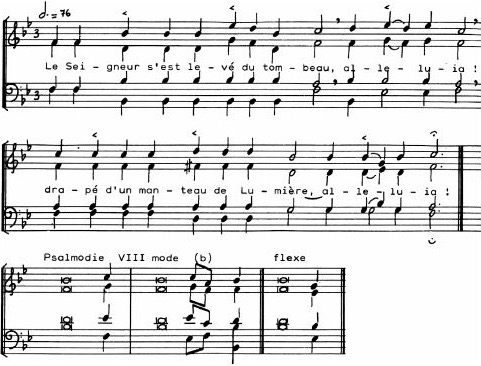 ♩. = 76
Le Sei - gneur s'est le - vé du tom - beau, al - le - lu - ia !
dra - pé d'un man - teau de Lu - mière, al - le - lu - ia !
Psalmodie VIII mode (b) flexe